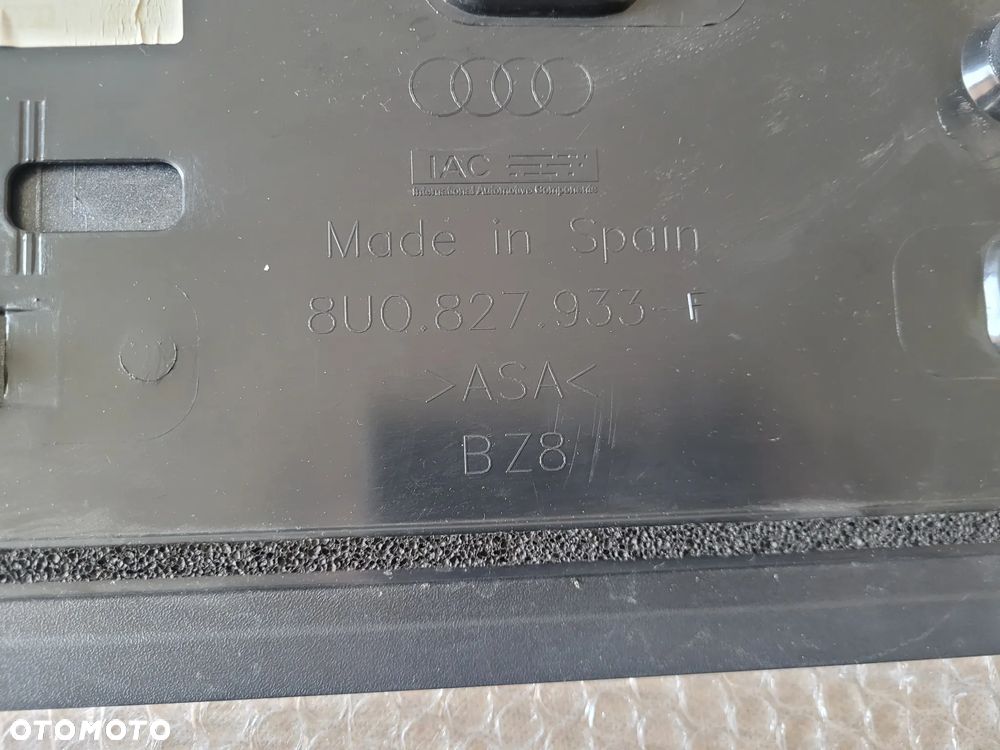 IAC
International Automotive Components
Made in Spain
8U0.827.933-F
>ASA<
BZ8
OTOMOTO